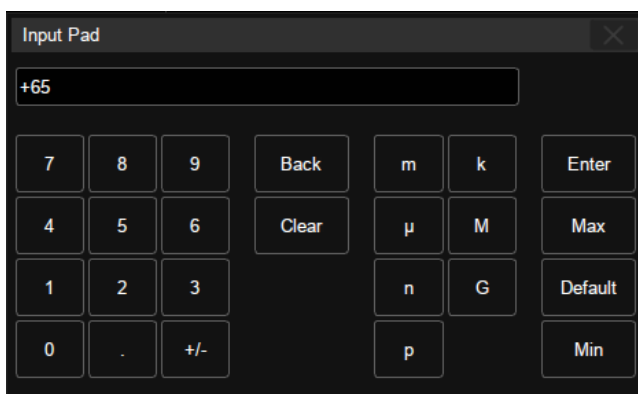 Input Pad
+65
7 8 9 Back m k Enter
4 5 6 Clear µ M Max
1 2 3 n G Default
0 . +/- p Min